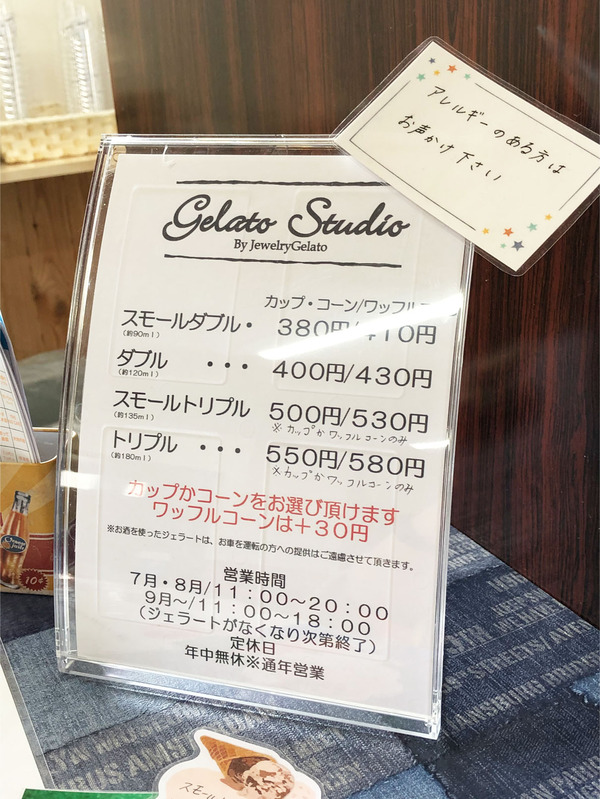 アレルギーのある方は
お声かけ下さい
Gelato Studio
By JewelryGelato
カップ・コーン/ワッフルコーン
スモールダブル・ 380円/410円
(約90ml)
ダブル ・・・ 400円/430円
(約120ml)
スモールトリプル 500円/530円
(約135ml) ※カップかワッフルコーンのみ
トリプル ・・・ 550円/580円
(約180ml) ※カップかワッフルコーンのみ
カップかコーンをお選び頂けます
ワッフルコーンは+30円
※お酒を使ったジェラートは、お車を運転の方への提供はご遠慮させて頂きます。
営業時間
7月・8月/11:00~20:00
9月~/11:00~18:00
(ジェラートがなくなり次第終了)
定休日
年中無休※通年営業
10¢
スモール